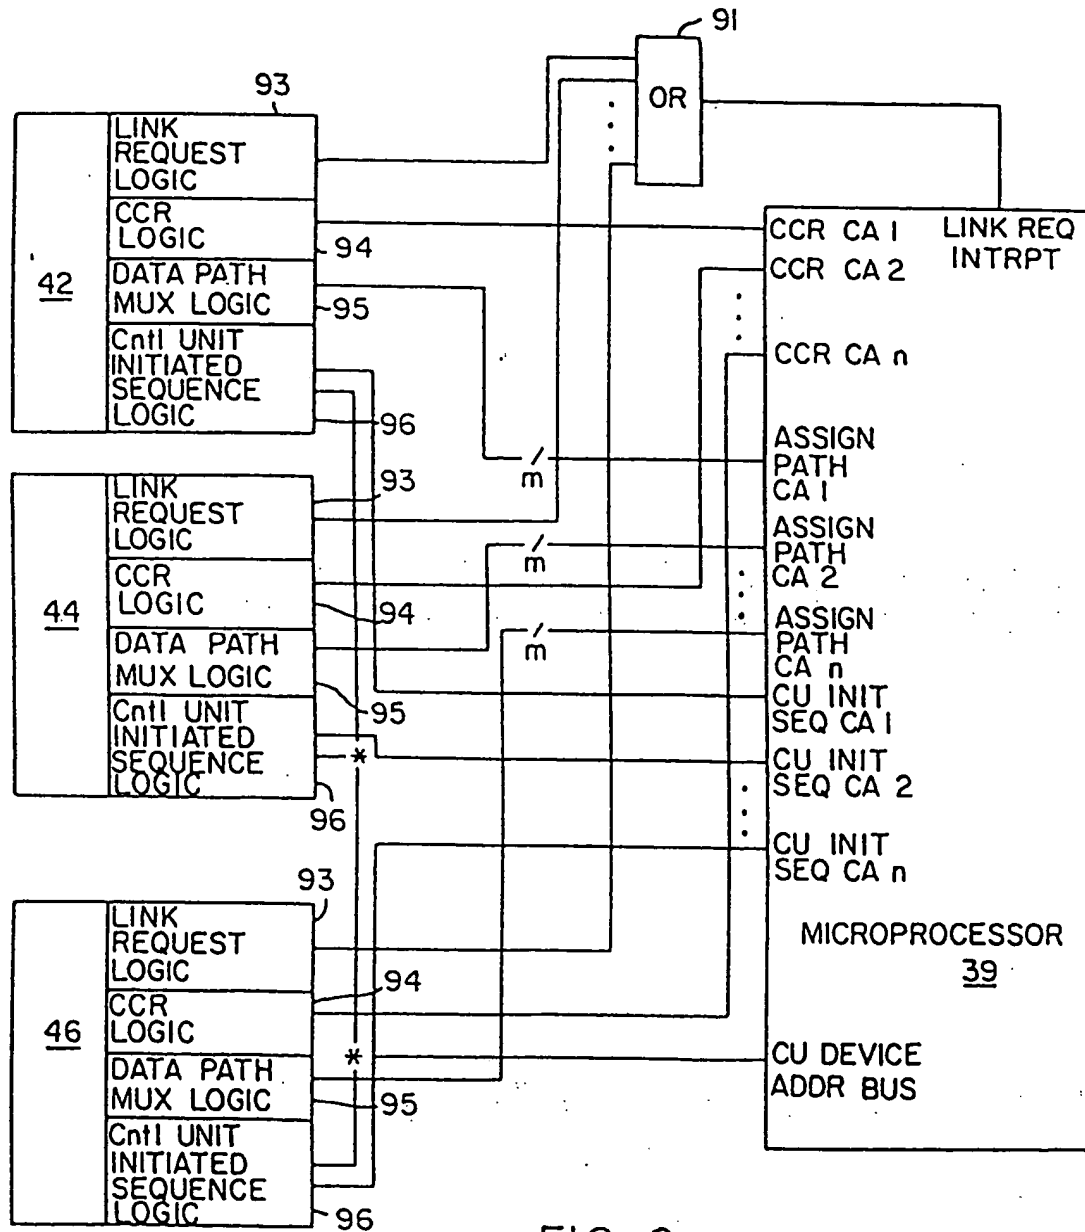 91
OR
93
LINK
REQUEST
LOGIC
CCR
LOGIC
94
42
DATA PATH
MUX LOGIC
95
Cntl UNIT
INITIATED
SEQUENCE
LOGIC
96
93
LINK
REQUEST
LOGIC
CCR
LOGIC
94
44
DATA PATH
MUX LOGIC
95
Cntl UNIT
INITIATED
SEQUENCE
LOGIC
96
*
93
LINK
REQUEST
LOGIC
94
CCR
LOGIC
46
*
DATA PATH
MUX LOGIC
95
Cntl UNIT
INITIATED
SEQUENCE
LOGIC
96
m
m
m
CCR CA 1
LINK REQ
INTRPT
CCR CA 2
CCR CA n
ASSIGN
PATH
CA 1
ASSIGN
PATH
CA 2
ASSIGN
PATH
CA n
CU INIT
SEQ CA 1
CU INIT
SEQ CA 2
CU INIT
SEQ CA n
MICROPROCESSOR
39
CU DEVICE
ADDR BUS